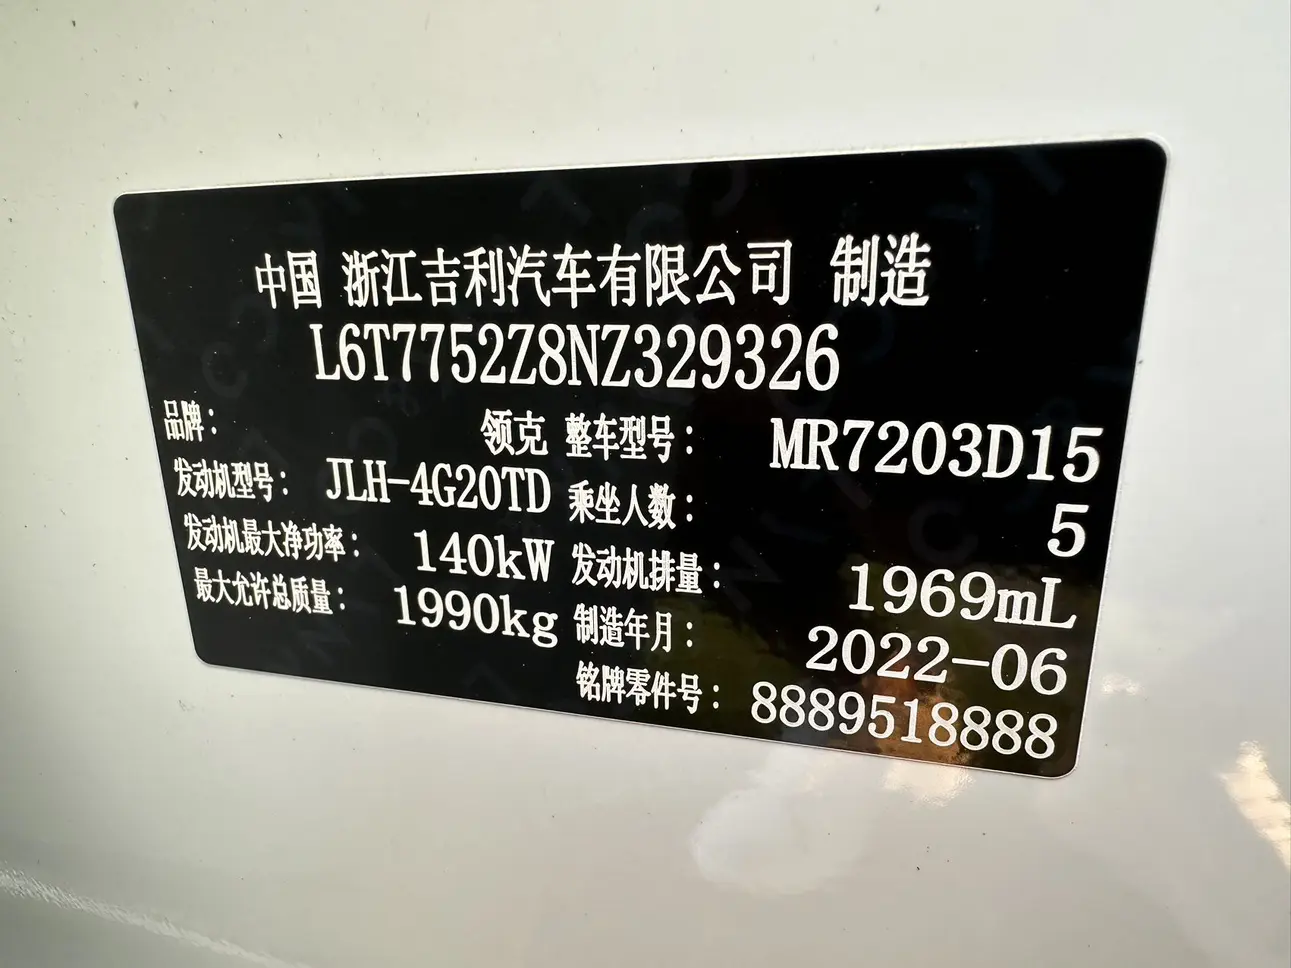 中国 浙江吉利汽车有限公司 制造
L6T7752Z8NZ329326
品牌： 领克 整车型号： MR7203D15
发动机型号： JLH-4G20TD 乘坐人数： 5
发动机最大净功率： 140kW 发动机排量： 1969mL
最大允许总质量： 1990kg 制造年月： 2022-06
铭牌零件号： 8889518888